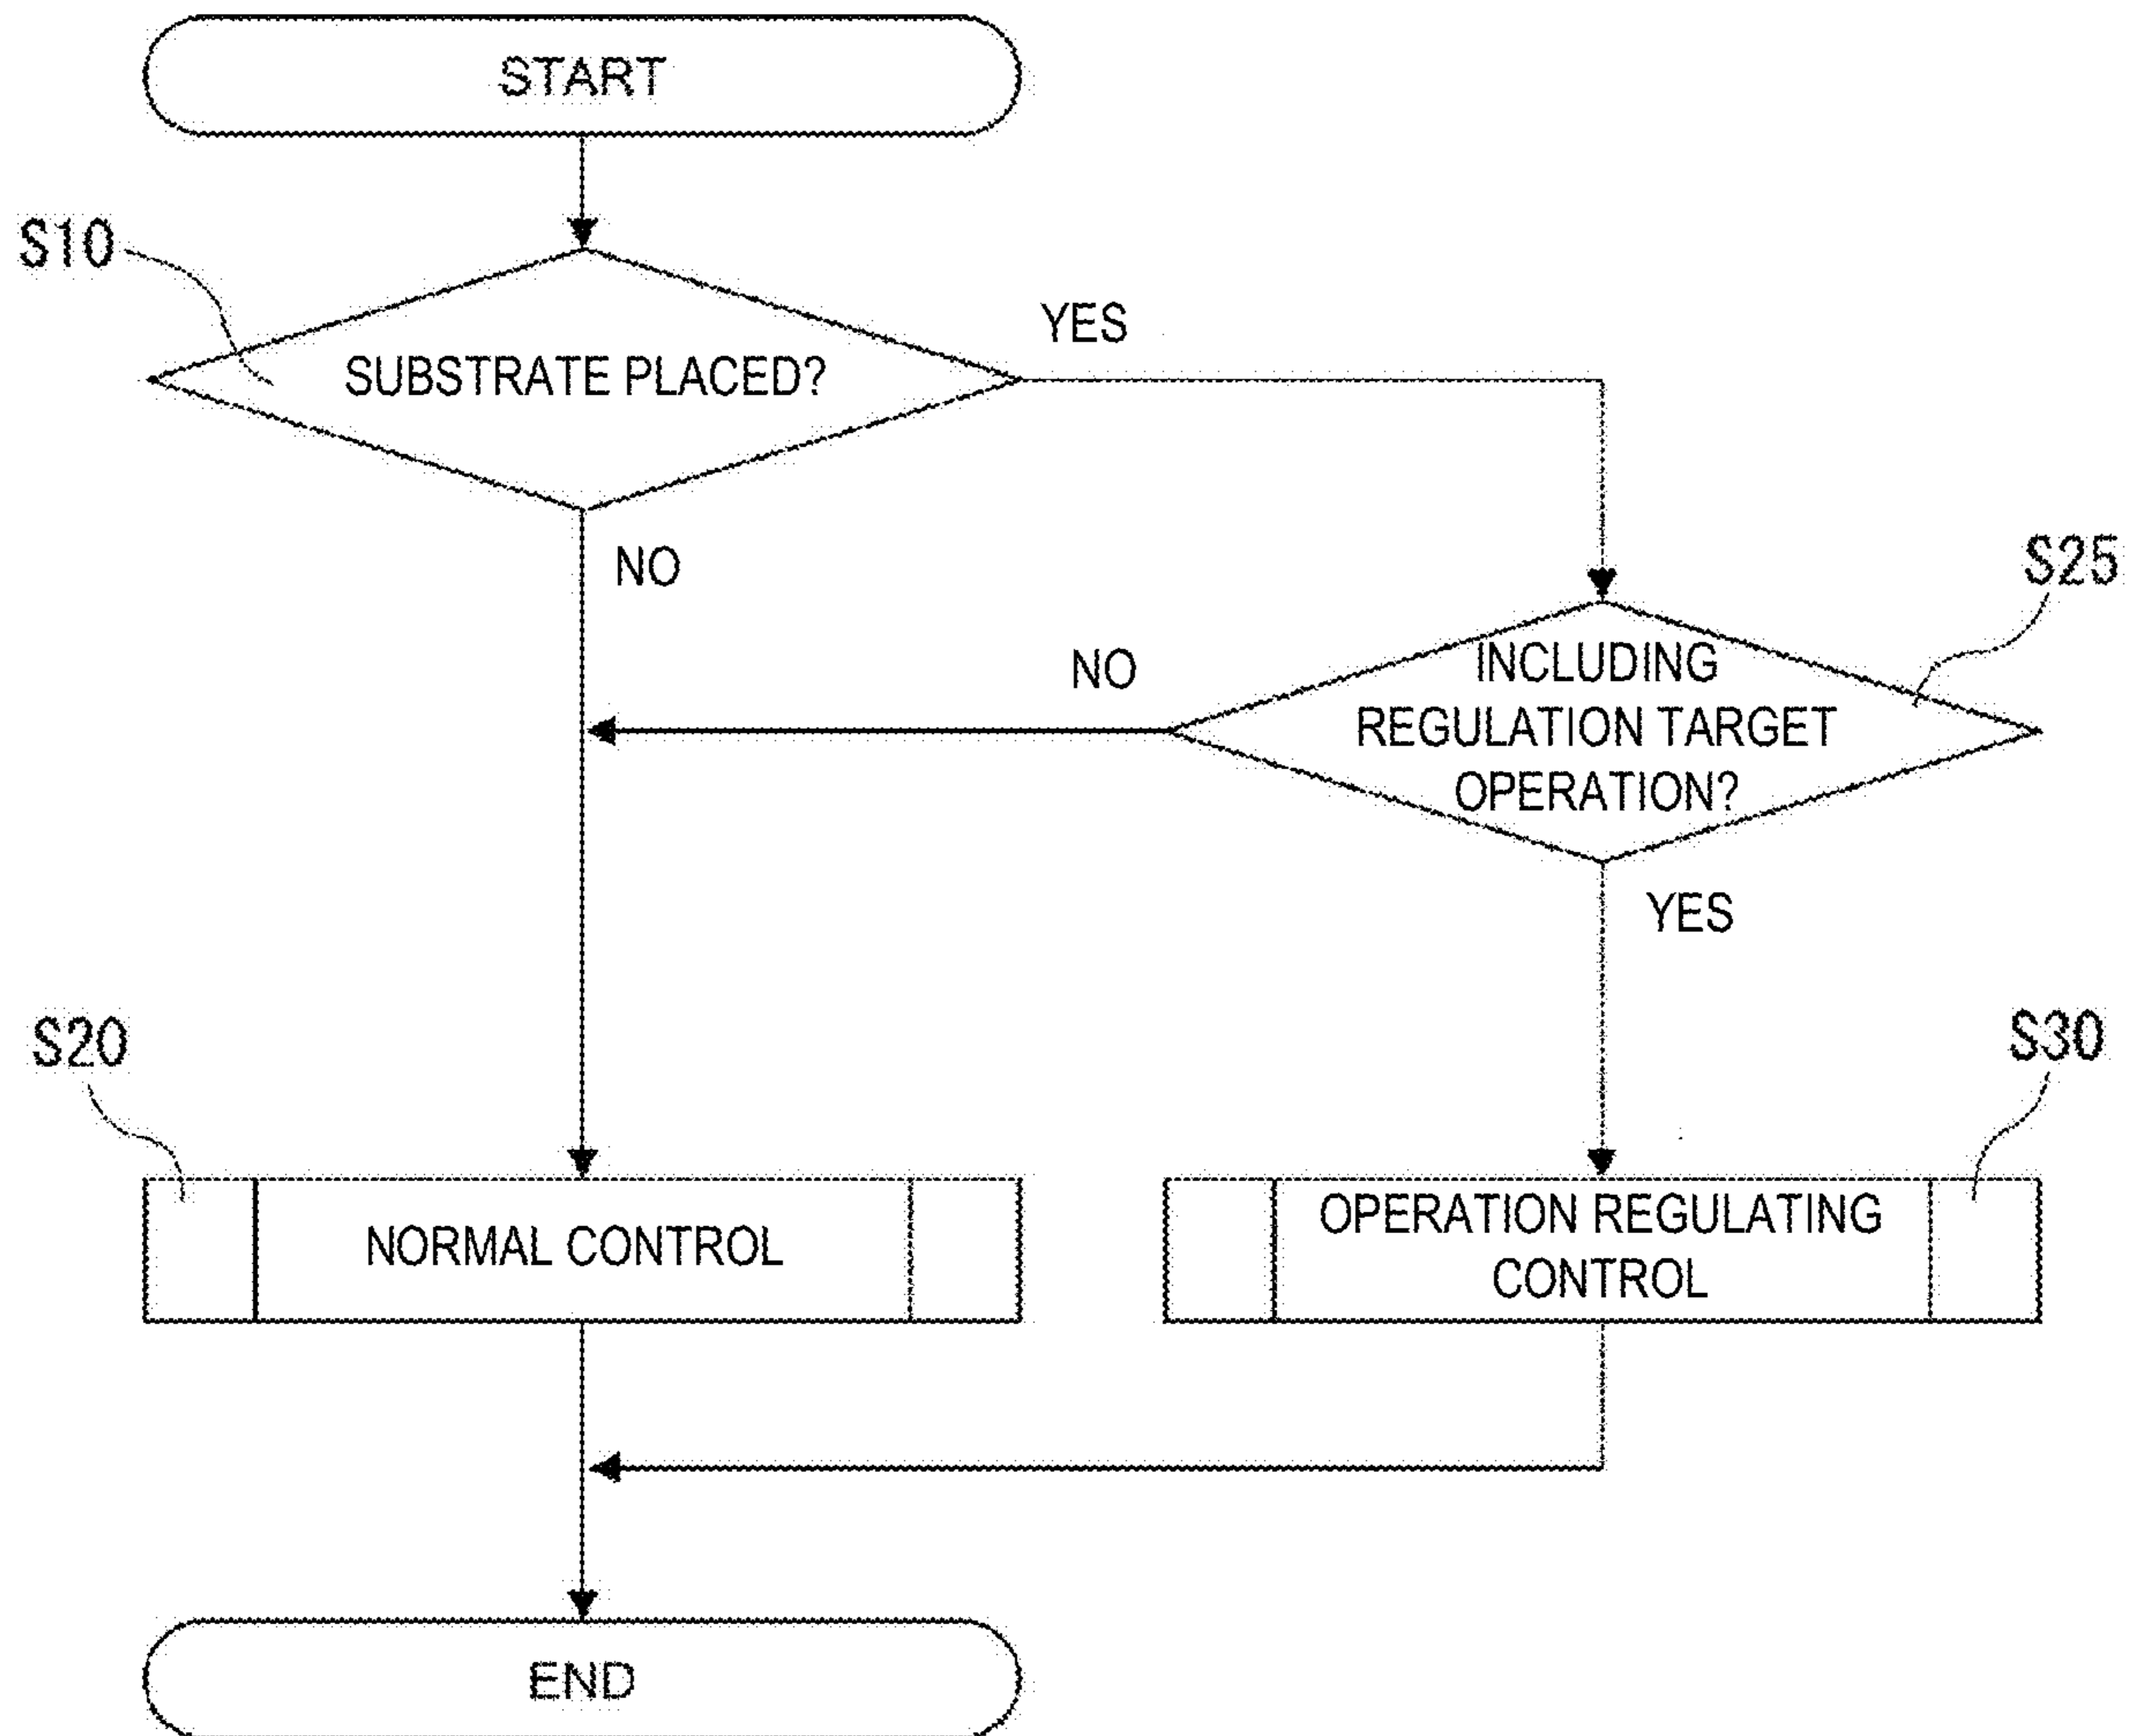 START
S10
YES
SUBSTRATE PLACED?
NO
S25
NO
INCLUDING
REGULATION TARGET
OPERATION?
YES
S20
S30
NORMAL CONTROL
OPERATION REGULATING
CONTROL
END